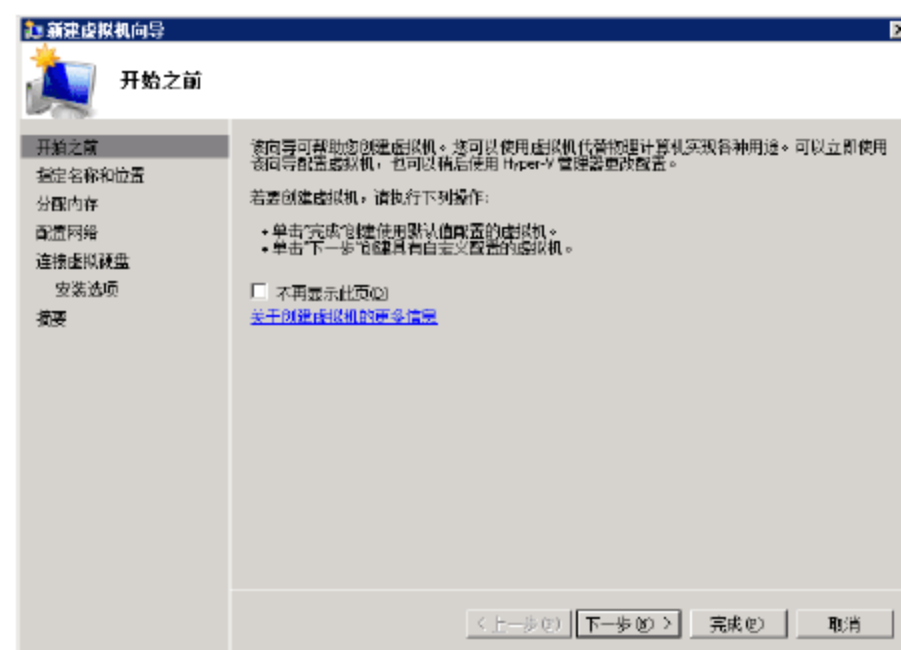 新建虚拟机向导
开始之前
开始之前
指定名称和位置
分配内存
配置网络
连接虚拟硬盘
安装选项
摘要
该向导可帮助您创建虚拟机。您可以使用虚拟机代替物理计算机实现各种用途。可以立即使用
该向导配置虚拟机，也可以稍后使用 Hyper-V 管理器更改配置。
若要创建虚拟机，请执行下列操作:
• 单击"完成"创建使用默认值配置的虚拟机。
• 单击"下一步"创建具有自定义配置的虚拟机。
不再显示此页(D)
关于创建虚拟机的更多信息
< 上一步(P)
下一步(N) >
完成(F)
取消